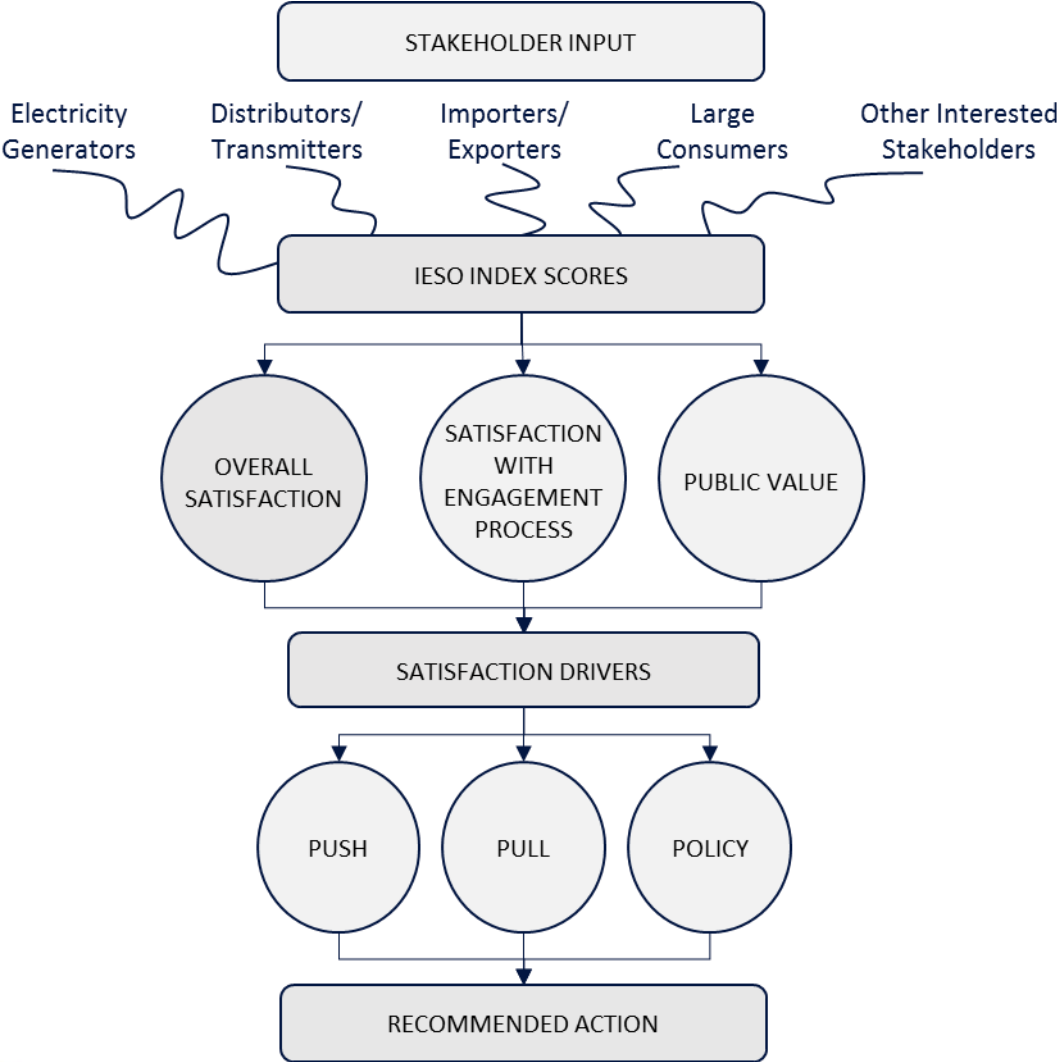 STAKEHOLDER INPUT
Electricity
Generators
Distributors/
Transmitters
Importers/
Exporters
Large
Consumers
Other Interested
Stakeholders
IESO INDEX SCORES
OVERALL
SATISFACTION
SATISFACTION
WITH
ENGAGEMENT
PROCESS
PUBLIC VALUE
SATISFACTION DRIVERS
PUSH
PULL
POLICY
RECOMMENDED ACTION